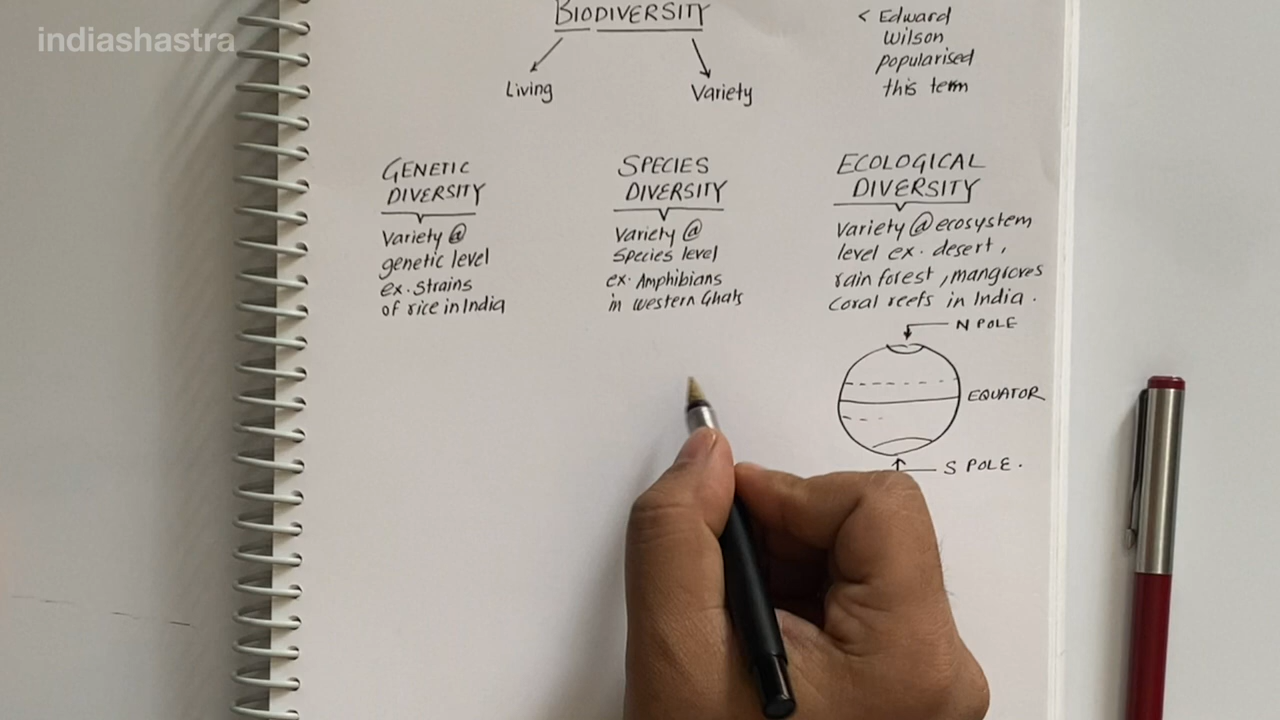 indiashastra
BIODIVERSITY
Living
Variety
< Edward
Wilson
popularised
this term
GENETIC
DIVERSITY
Variety @
genetic level
ex. Strains
of rice in India
SPECIES
DIVERSITY
Variety @
Species level
ex. Amphibians
in western Ghats
ECOLOGICAL
DIVERSITY
Variety @ ecosystem
level ex. desert,
rain forest, mangroves
Coral reefs in India.
N POLE
EQUATOR
S POLE.